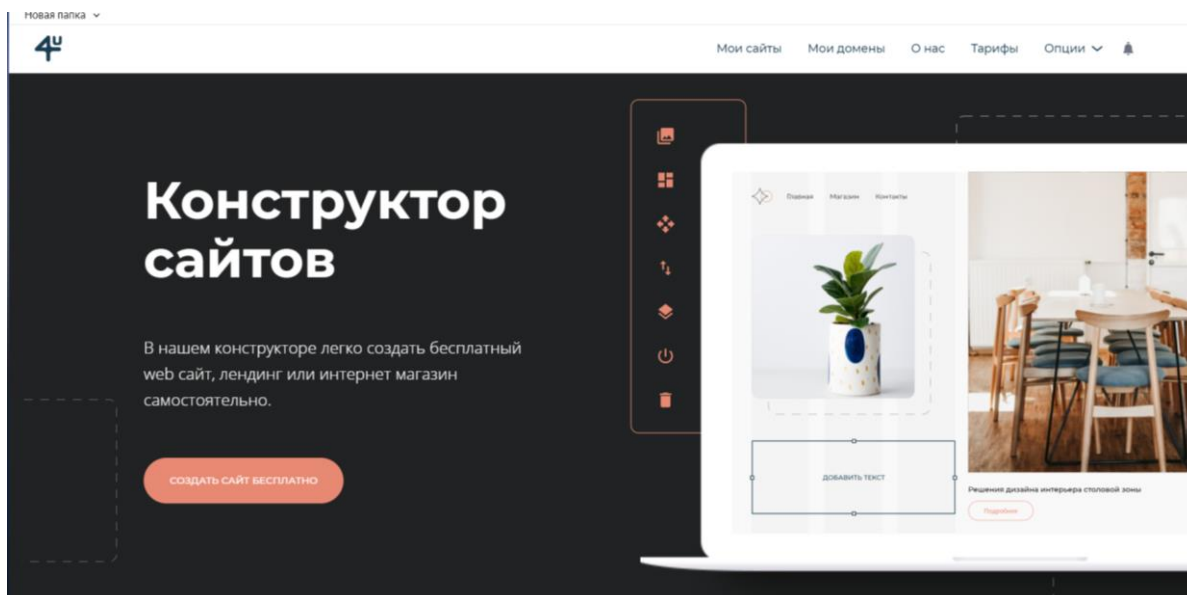 Новая папка
4U
Мои сайты Мои домены О нас Тарифы Опции
Конструктор
сайтов
В нашем конструкторе легко создать бесплатный
web сайт, лендинг или интернет магазин
самостоятельно.
СОЗДАТЬ САЙТ БЕСПЛАТНО
Главная Магазин Контакты
ДОБАВИТЬ ТЕКСТ
Решения дизайна интерьера столовой зоны
Подробнее